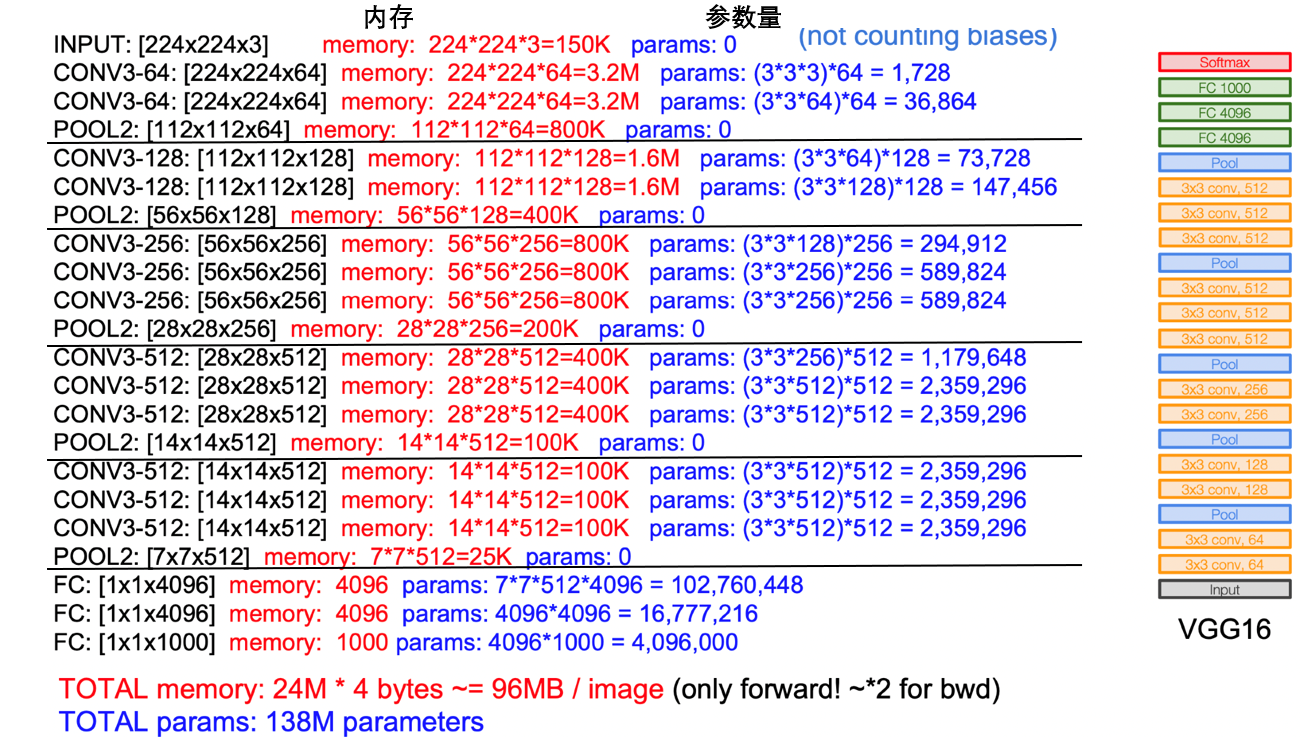 内存 参数量
INPUT: [224x224x3] memory: 224*224*3=150K params: 0 (not counting biases)
CONV3-64: [224x224x64] memory: 224*224*64=3.2M params: (3*3*3)*64 = 1,728
CONV3-64: [224x224x64] memory: 224*224*64=3.2M params: (3*3*64)*64 = 36,864
POOL2: [112x112x64] memory: 112*112*64=800K params: 0
CONV3-128: [112x112x128] memory: 112*112*128=1.6M params: (3*3*64)*128 = 73,728
CONV3-128: [112x112x128] memory: 112*112*128=1.6M params: (3*3*128)*128 = 147,456
POOL2: [56x56x128] memory: 56*56*128=400K params: 0
CONV3-256: [56x56x256] memory: 56*56*256=800K params: (3*3*128)*256 = 294,912
CONV3-256: [56x56x256] memory: 56*56*256=800K params: (3*3*256)*256 = 589,824
CONV3-256: [56x56x256] memory: 56*56*256=800K params: (3*3*256)*256 = 589,824
POOL2: [28x28x256] memory: 28*28*256=200K params: 0
CONV3-512: [28x28x512] memory: 28*28*512=400K params: (3*3*256)*512 = 1,179,648
CONV3-512: [28x28x512] memory: 28*28*512=400K params: (3*3*512)*512 = 2,359,296
CONV3-512: [28x28x512] memory: 28*28*512=400K params: (3*3*512)*512 = 2,359,296
POOL2: [14x14x512] memory: 14*14*512=100K params: 0
CONV3-512: [14x14x512] memory: 14*14*512=100K params: (3*3*512)*512 = 2,359,296
CONV3-512: [14x14x512] memory: 14*14*512=100K params: (3*3*512)*512 = 2,359,296
CONV3-512: [14x14x512] memory: 14*14*512=100K params: (3*3*512)*512 = 2,359,296
POOL2: [7x7x512] memory: 7*7*512=25K params: 0
FC: [1x1x4096] memory: 4096 params: 7*7*512*4096 = 102,760,448
FC: [1x1x4096] memory: 4096 params: 4096*4096 = 16,777,216
FC: [1x1x1000] memory: 1000 params: 4096*1000 = 4,096,000
TOTAL memory: 24M * 4 bytes ~= 96MB / image (only forward! ~*2 for bwd)
TOTAL params: 138M parameters
Softmax
FC 1000
FC 4096
FC 4096
Pool
3x3 conv, 512
3x3 conv, 512
3x3 conv, 512
Pool
3x3 conv, 512
3x3 conv, 512
3x3 conv, 512
Pool
3x3 conv, 256
3x3 conv, 256
Pool
3x3 conv, 128
3x3 conv, 128
Pool
3x3 conv, 64
3x3 conv, 64
Input
VGG16